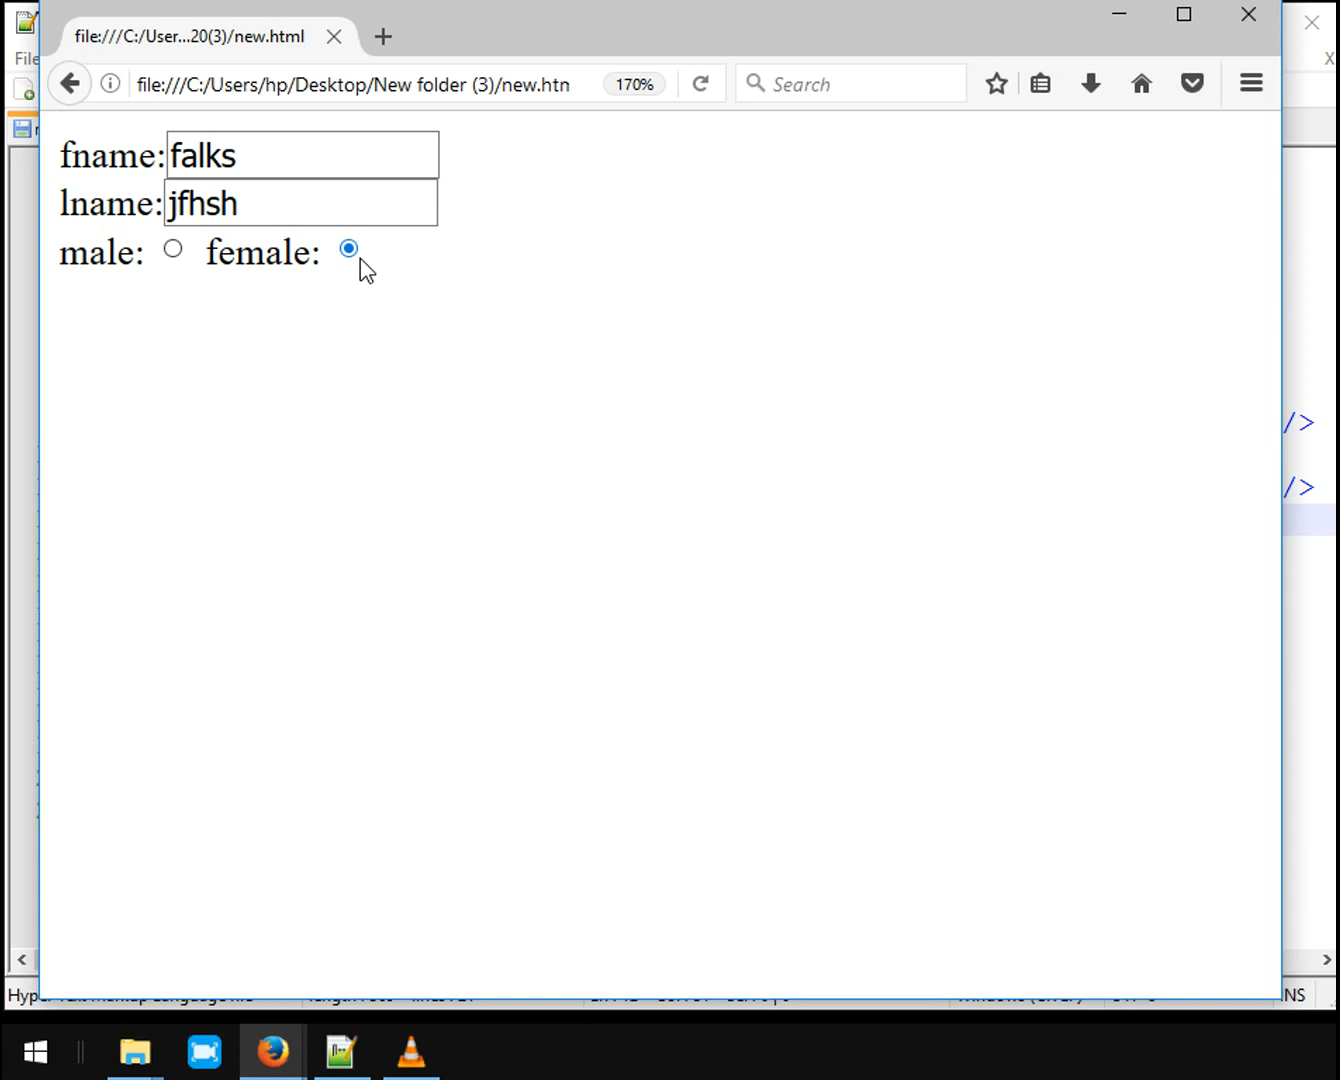 file:///C:/User...20(3)/new.html
File
X
file:///C:/Users/hp/Desktop/New folder (3)/new.htn
170%
Search
fname:falks
lname:jfhsh
male: female:
/>
/>
INS